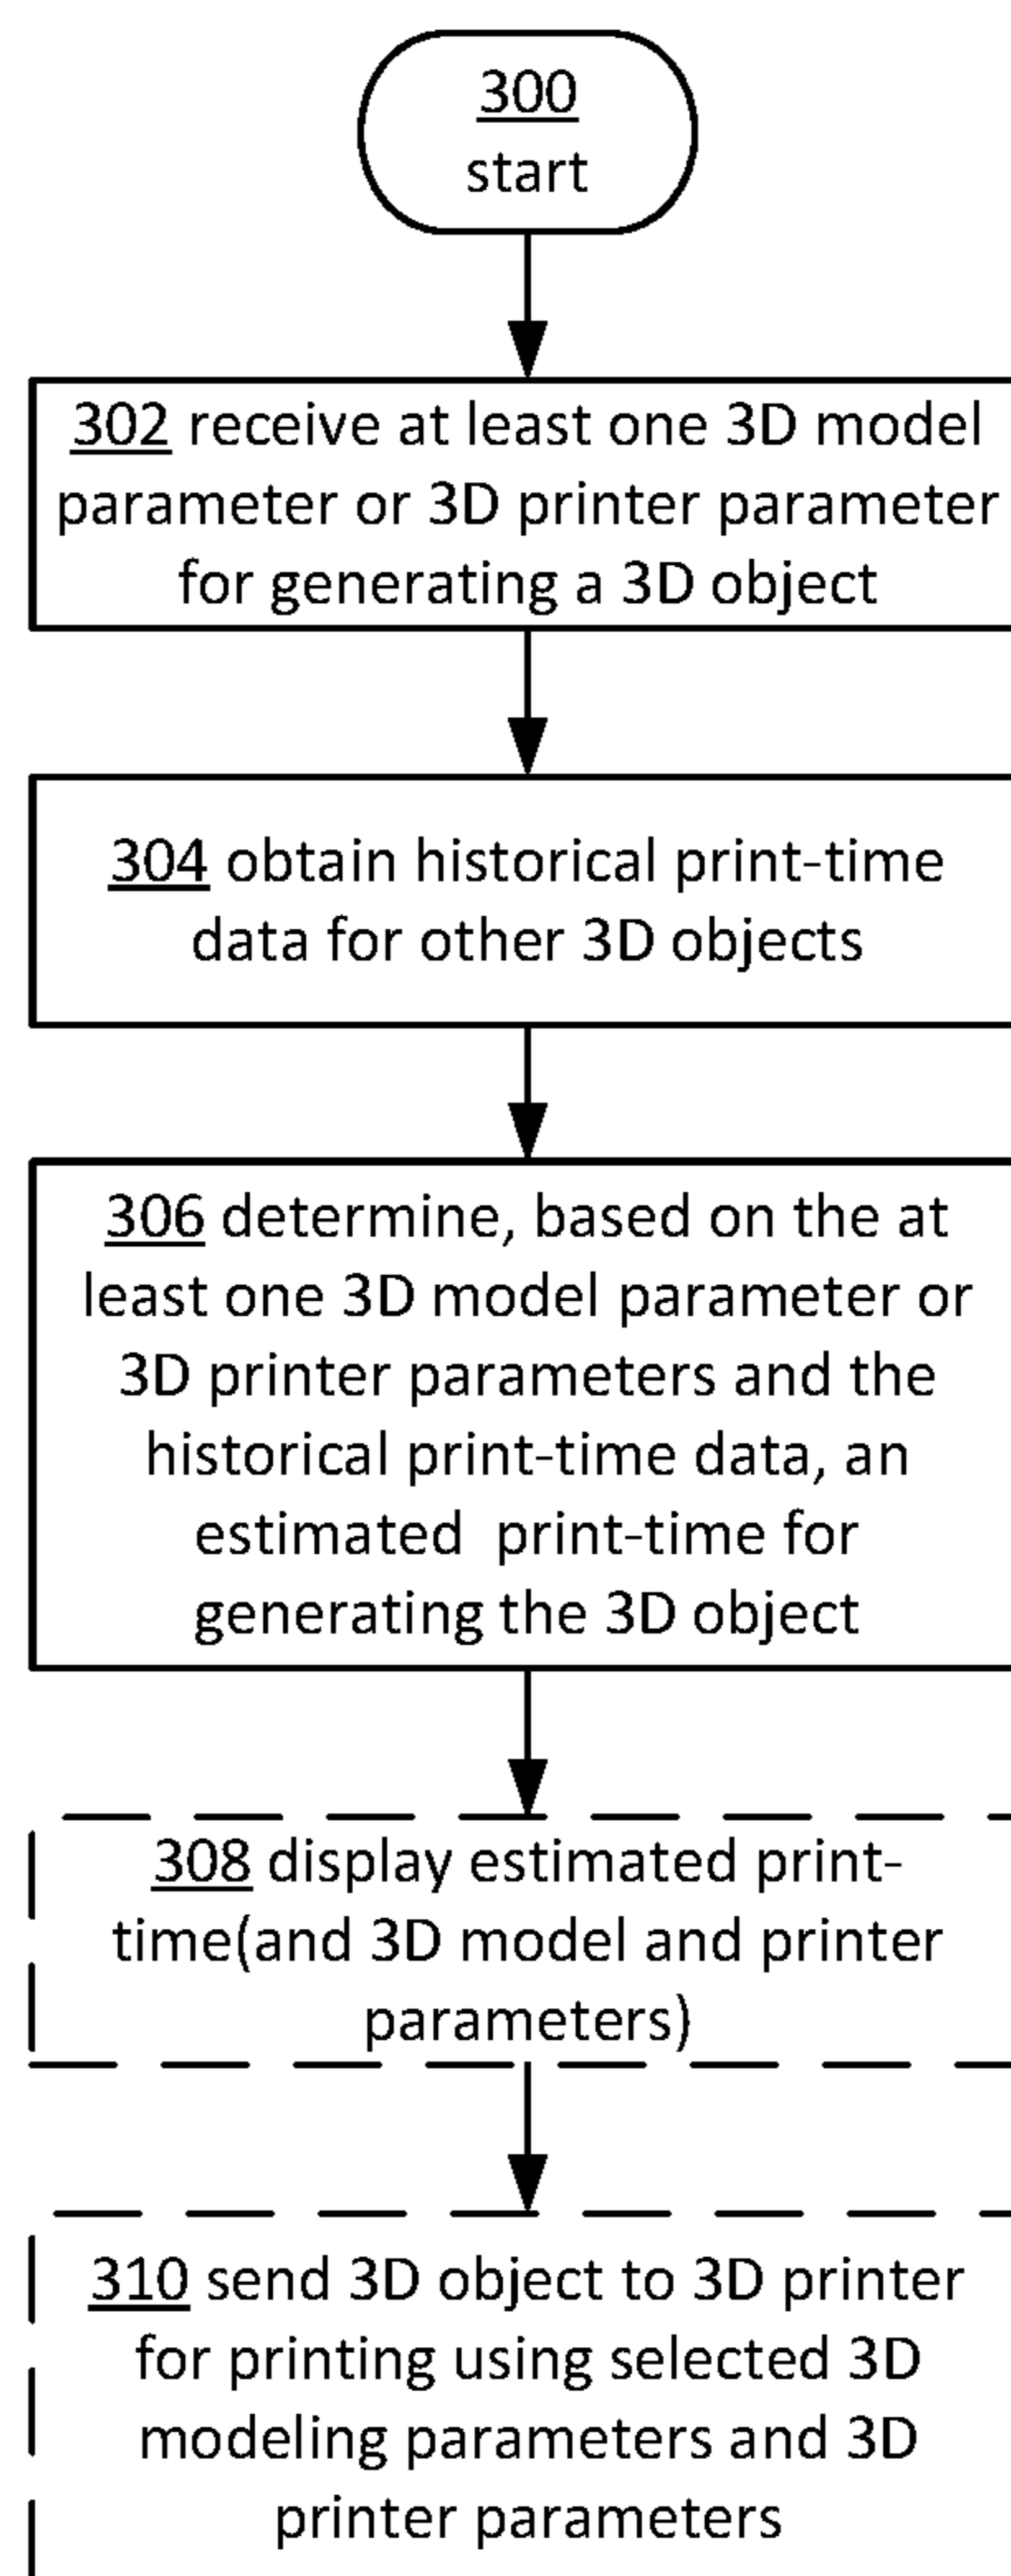 300
start
302 receive at least one 3D model
parameter or 3D printer parameter
for generating a 3D object
304 obtain historical print-time
data for other 3D objects
306 determine, based on the at
least one 3D model parameter or
3D printer parameters and the
historical print-time data, an
estimated  print-time for
generating the 3D object
308 display estimated print-
time(and 3D model and printer
parameters)
310 send 3D object to 3D printer
for printing using selected 3D
modeling parameters and 3D
printer parameters